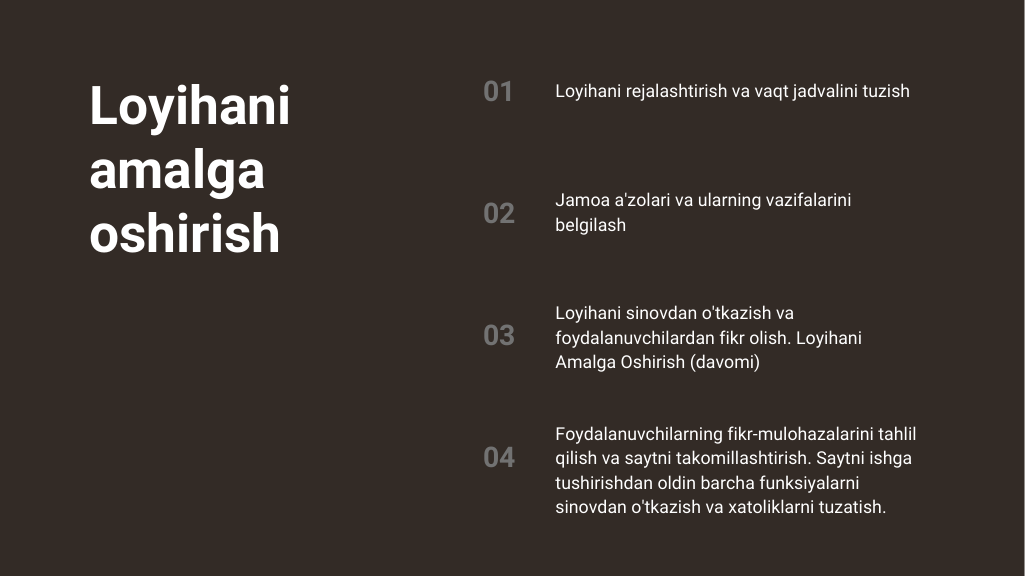 Loyihani
amalga
oshirish
01
Loyihani rejalashtirish va vaqt jadvalini tuzish
02
Jamoa a'zolari va ularning vazifalarini
belgilash
03
Loyihani sinovdan o'tkazish va
foydalanuvchilardan fikr olish. Loyihani
Amalga Oshirish (davomi)
04
Foydalanuvchilarning fikr-mulohazalarini tahlil
qilish va saytni takomillashtirish. Saytni ishga
tushirishdan oldin barcha funksiyalarni
sinovdan o'tkazish va xatoliklarni tuzatish.